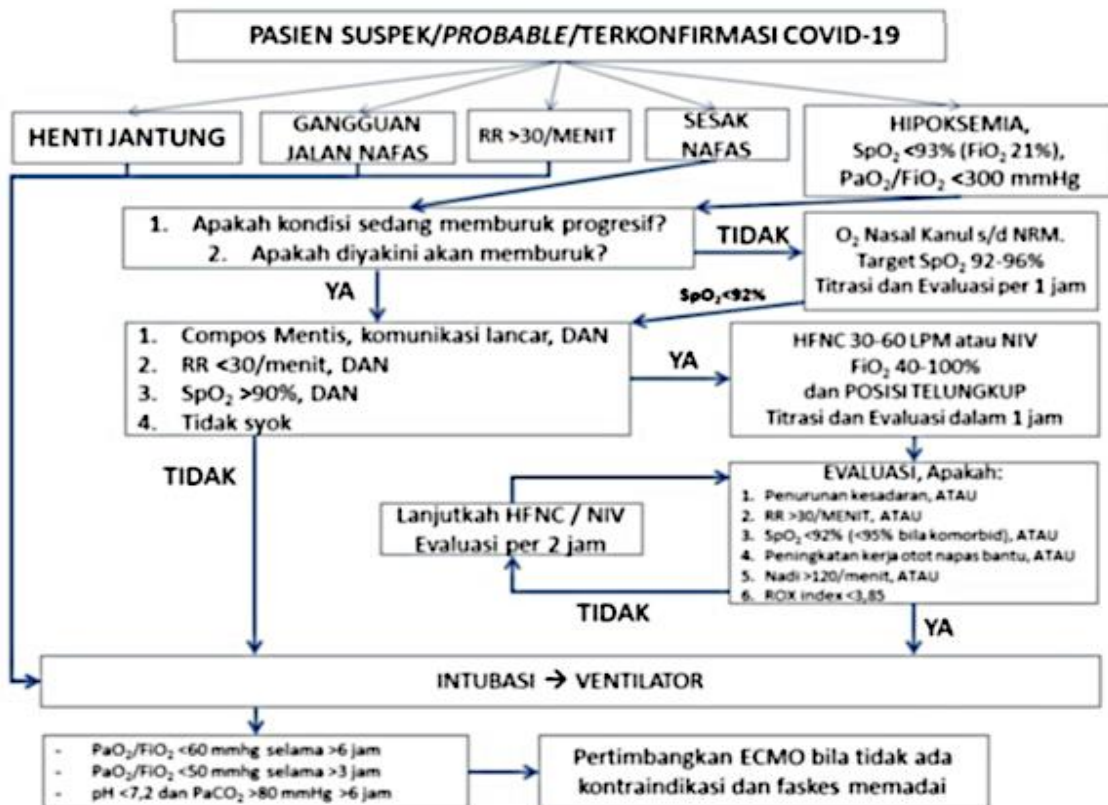 PASIEN SUSPEK/PROBABLE/TERKONFIRMASI COVID-19
HENTI JANTUNG
GANGGUAN
JALAN NAFAS
RR >30/MENIT
SESAK
NAFAS
HIPOKSEMIA,
SpO₂ <93% (FiO₂ 21%),
PaO₂/FiO₂ <300 mmHg
1. Apakah kondisi sedang memburuk progresif?
2. Apakah diyakini akan memburuk?
TIDAK
O₂ Nasal Kanul s/d NRM.
Target SpO₂ 92-96%
Titrasi dan Evaluasi per 1 jam
YA
SpO₂<92%
1. Compos Mentis, komunikasi lancar, DAN
2. RR <30/menit, DAN
3. SpO₂ >90%, DAN
4. Tidak syok
YA
HFNC 30-60 LPM atau NIV
FiO₂ 40-100%
dan POSISI TELUNGKUP
Titrasi dan Evaluasi dalam 1 jam
TIDAK
EVALUASI, Apakah:
1. Penurunan kesadaran, ATAU
2. RR >30/MENIT, ATAU
3. SpO₂ <92% (<95% bila komorbid), ATAU
4. Peningkatan kerja otot napas bantu, ATAU
5. Nadi >120/menit, ATAU
6. ROX index <3,85
Lanjutkah HFNC / NIV
Evaluasi per 2 jam
TIDAK
YA
INTUBASI → VENTILATOR
- PaO₂/FiO₂ <60 mmhg selama >6 jam
- PaO₂/FiO₂ <50 mmhg selama >3 jam
- pH <7,2 dan PaCO₂ >80 mmHg >6 jam
Pertimbangkan ECMO bila tidak ada
kontraindikasi dan faskes memadai